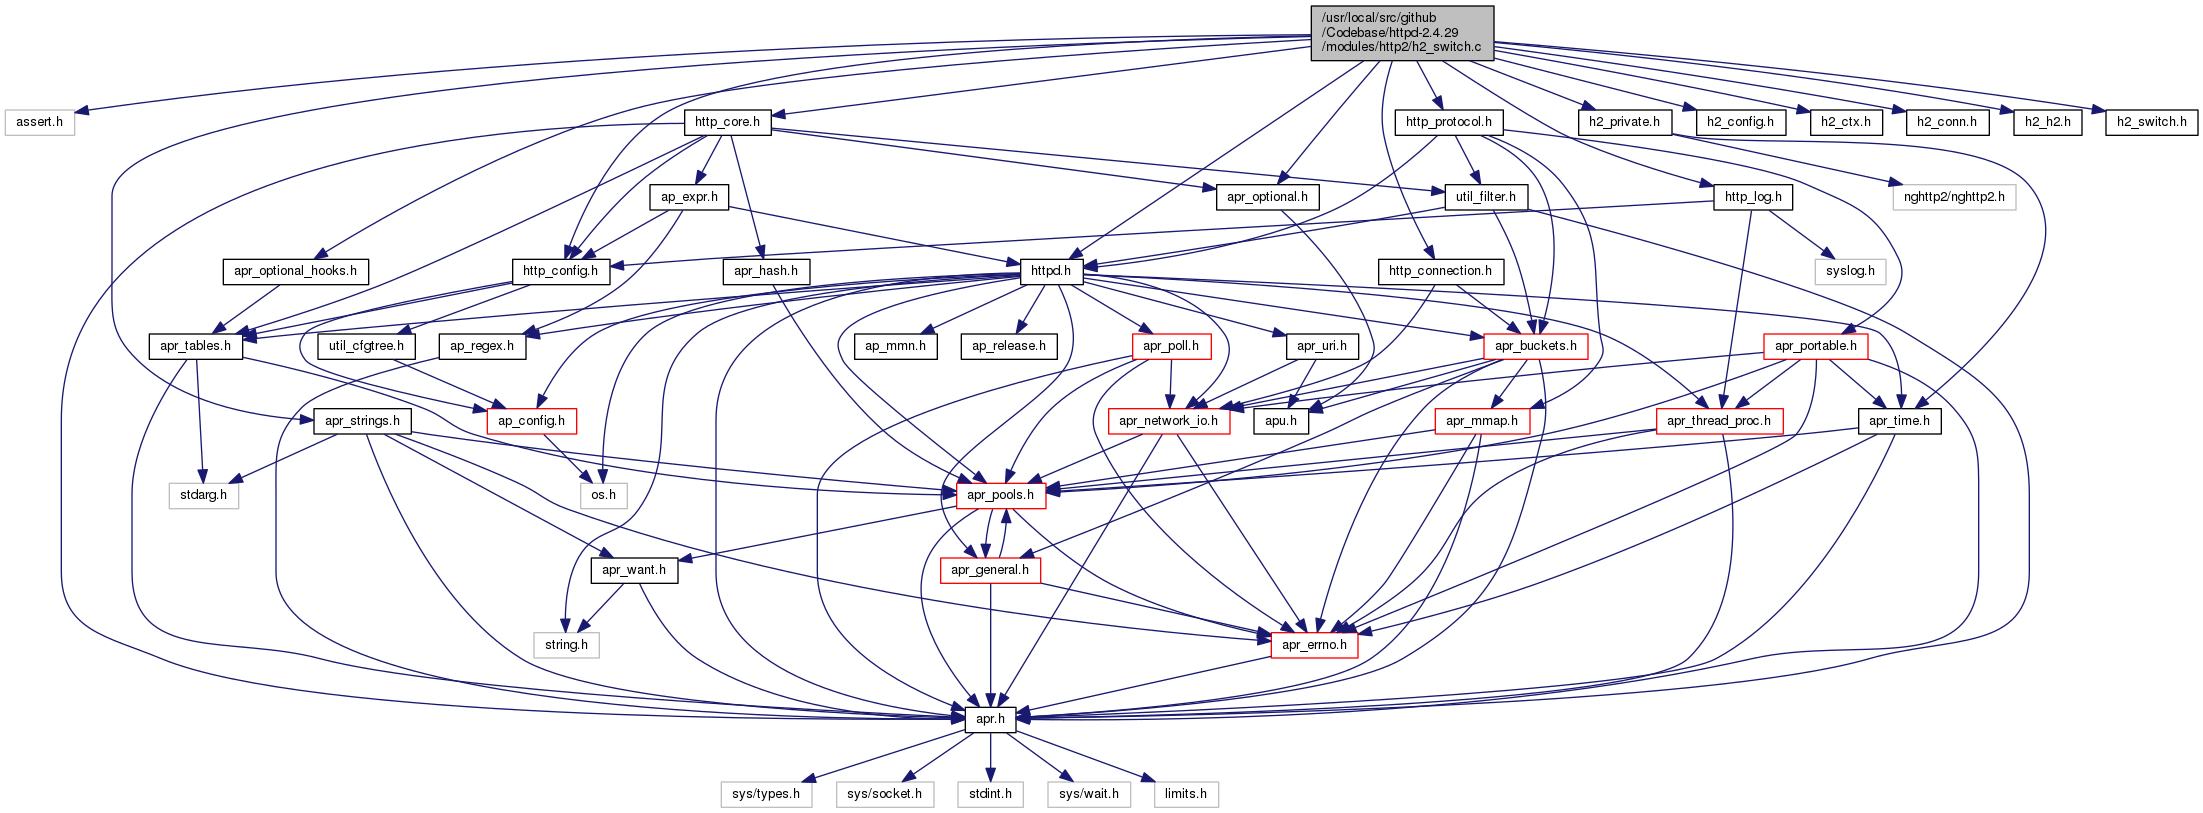 /usr/local/src/github
/Codebase/httpd-2.4.29
/modules/http2/h2_switch.c
assert.h
http_core.h
http_protocol.h
h2_private.h
h2_config.h
h2_ctx.h
h2_conn.h
h2_h2.h
h2_switch.h
ap_expr.h
apr_optional.h
util_filter.h
http_log.h
nghttp2/nghttp2.h
apr_optional_hooks.h
http_config.h
apr_hash.h
httpd.h
http_connection.h
syslog.h
apr_tables.h
util_cfgtree.h
ap_regex.h
ap_mmn.h
ap_release.h
apr_poll.h
apr_uri.h
apr_buckets.h
apr_portable.h
apr_strings.h
ap_config.h
apr_network_io.h
apu.h
apr_mmap.h
apr_thread_proc.h
apr_time.h
stdarg.h
os.h
apr_pools.h
apr_want.h
apr_general.h
string.h
apr_errno.h
apr.h
sys/types.h
sys/socket.h
stdint.h
sys/wait.h
limits.h